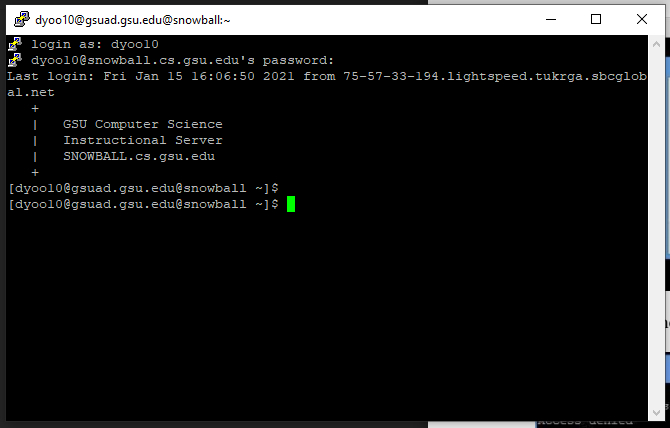 dyoo10@gsuad.gsu.edu@snowball:~
login as: dyoo10
dyoo10@snowball.cs.gsu.edu's password:
Last login: Fri Jan 15 16:06:50 2021 from 75-57-33-194.lightspeed.tukrga.sbcglob
al.net
+
| GSU Computer Science
| Instructional Server
| SNOWBALL.cs.gsu.edu
+
[dyoo10@gsuad.gsu.edu@snowball ~]$
[dyoo10@gsuad.gsu.edu@snowball ~]$
Access denied